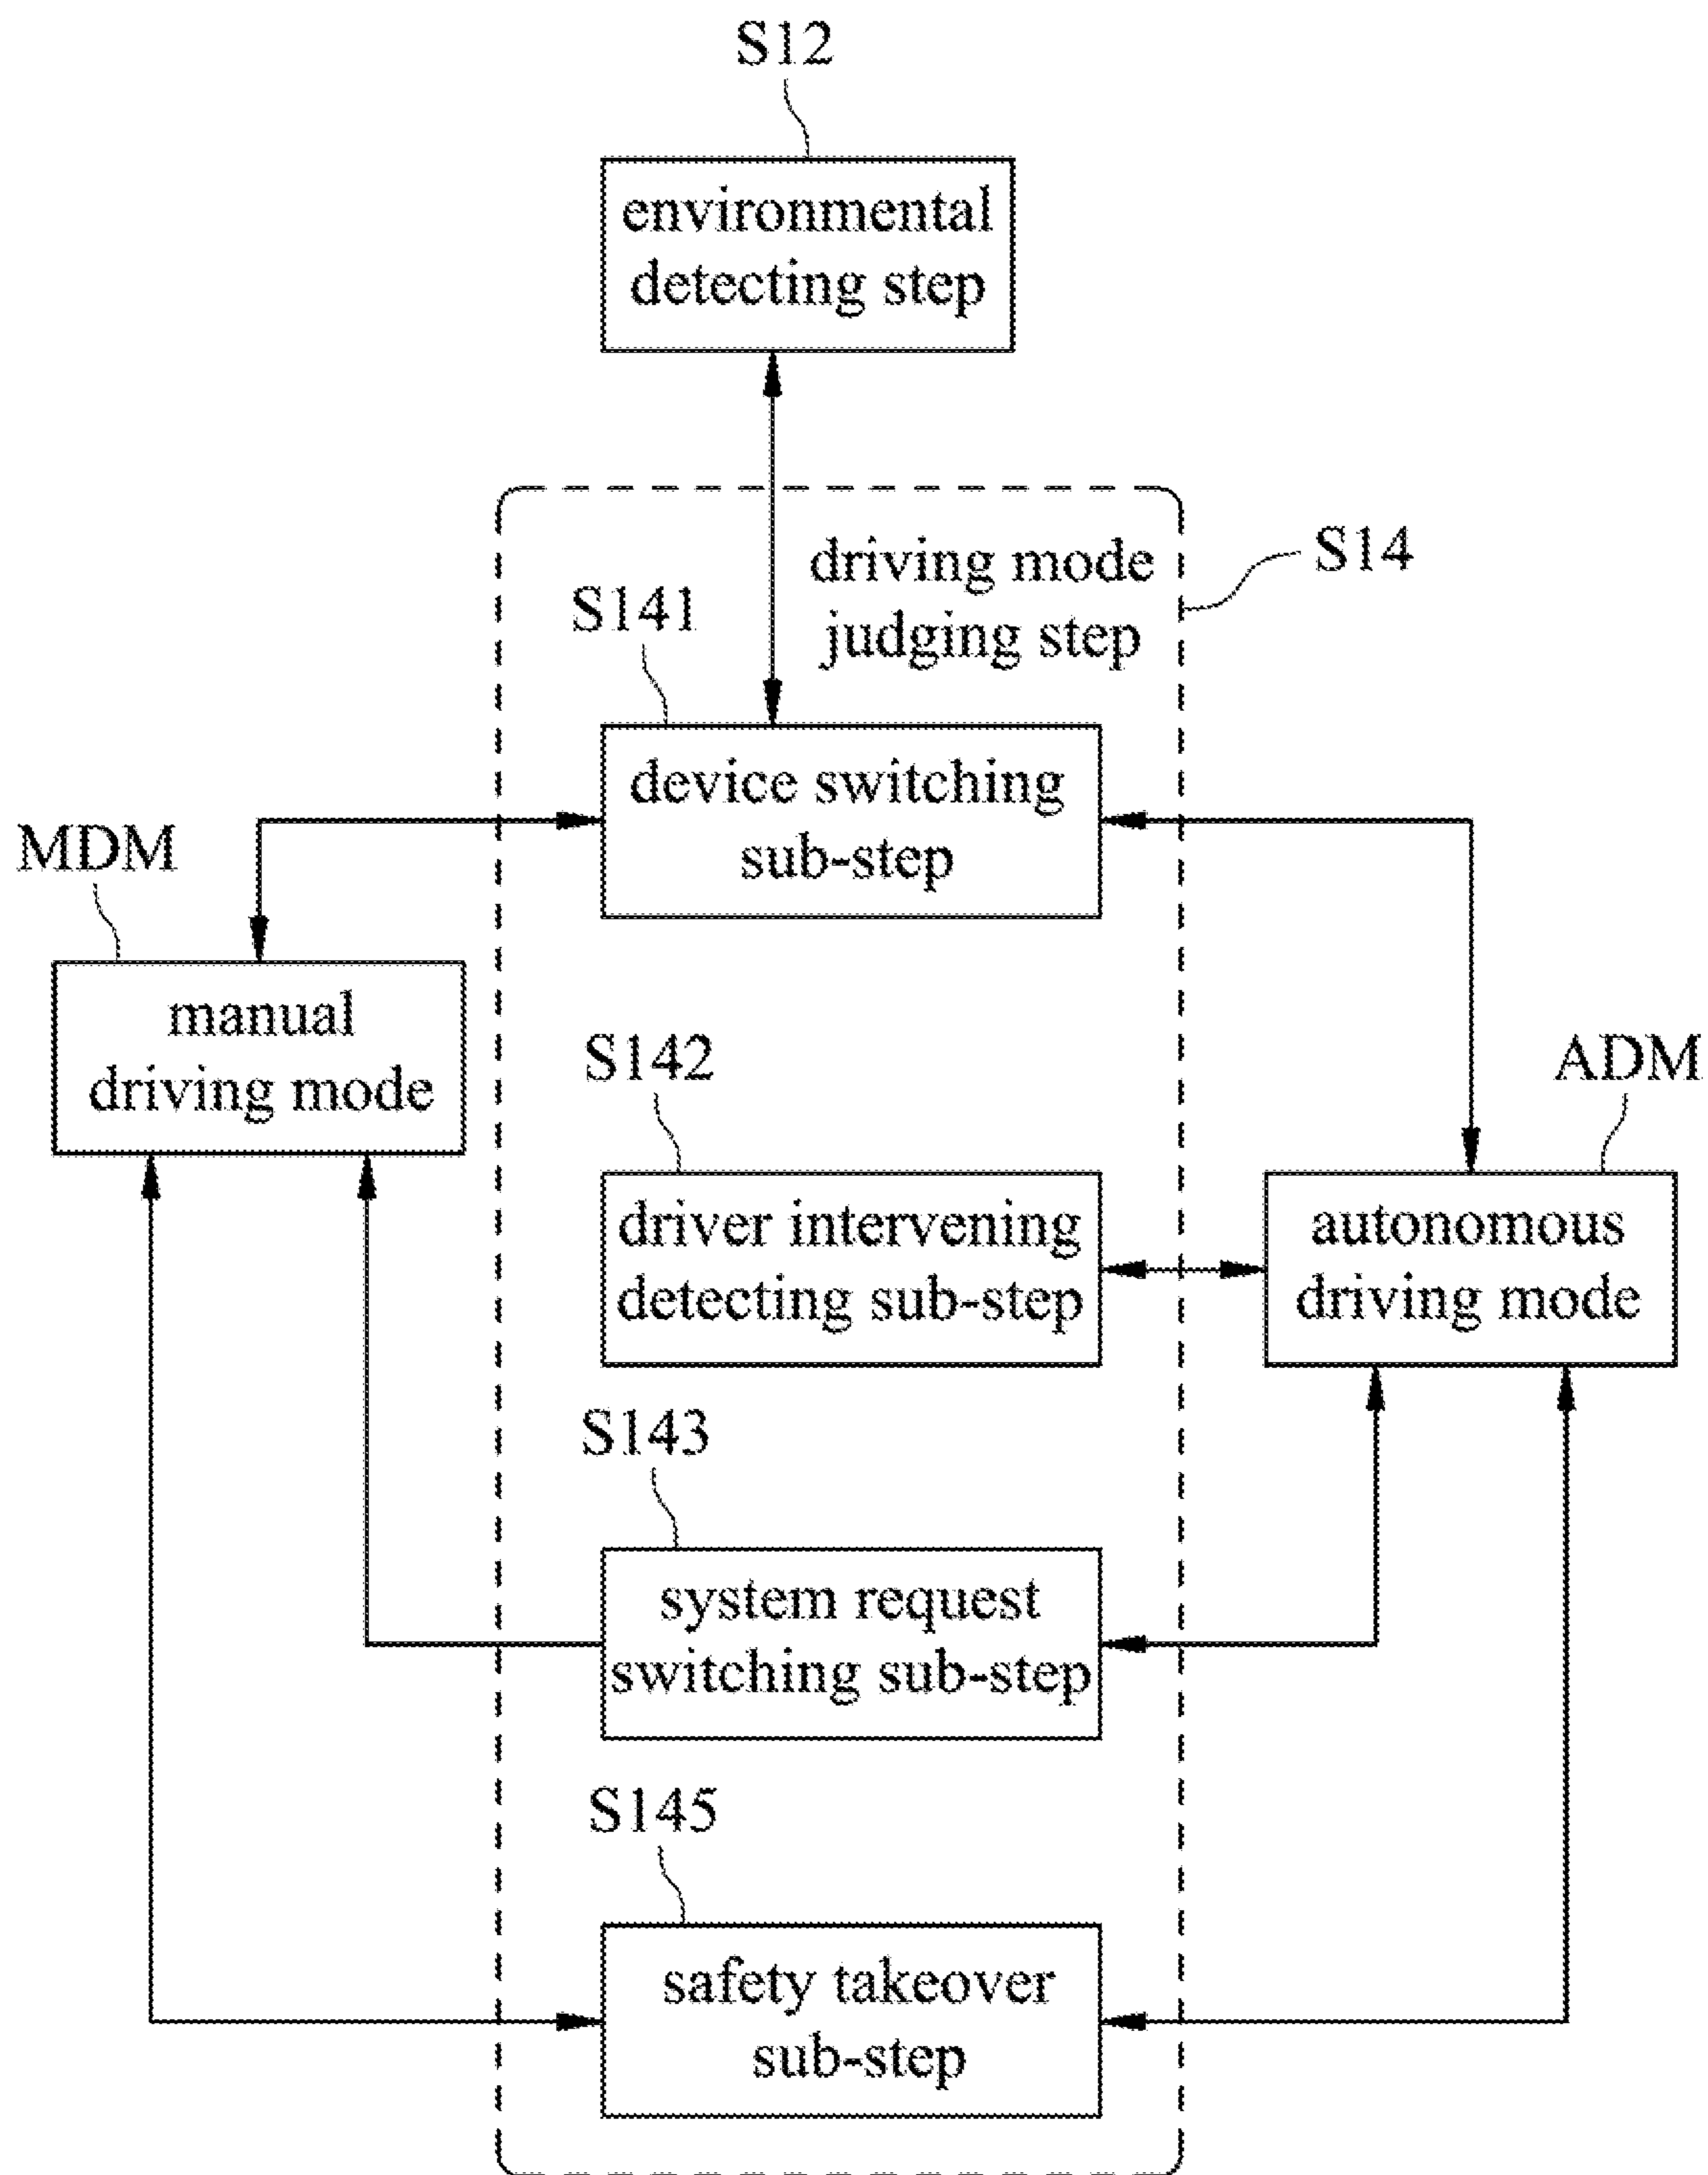 S12
environmental
detecting step
driving mode
judging step
S14
S141
device switching
sub-step
MDM
manual
driving mode
S142
driver intervening
detecting sub-step
ADM
autonomous
driving mode
S143
system request
switching sub-step
S145
safety takeover
sub-step